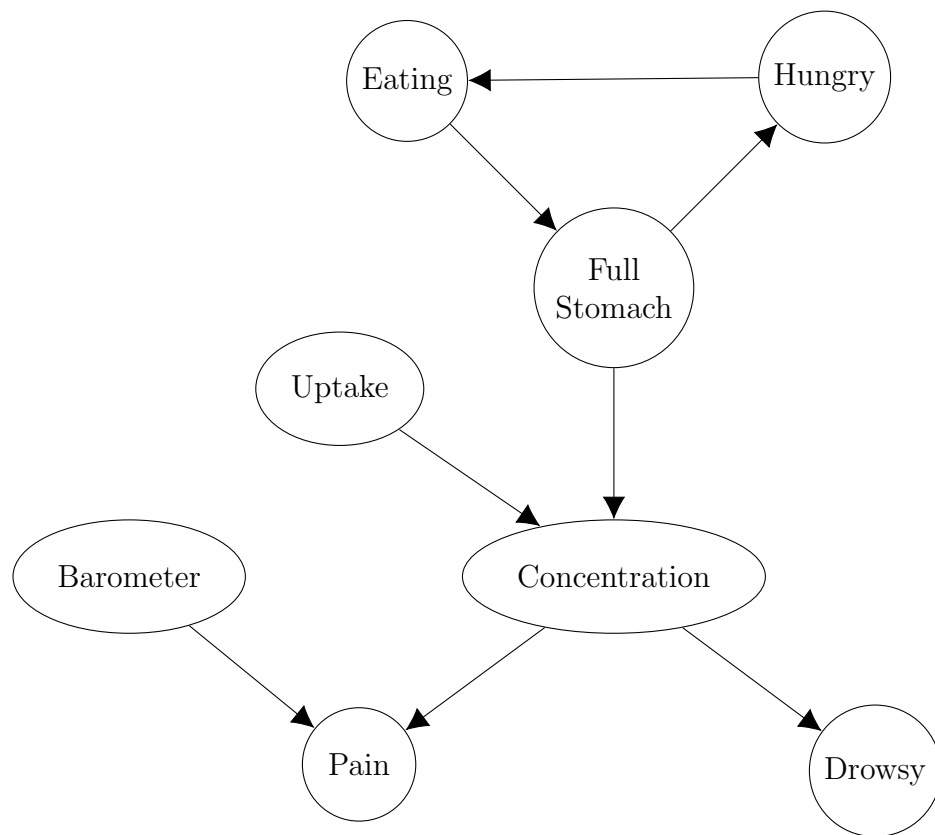 Eating
Hungry
Full
Stomach
Uptake
Barometer
Concentration
Pain
Drowsy